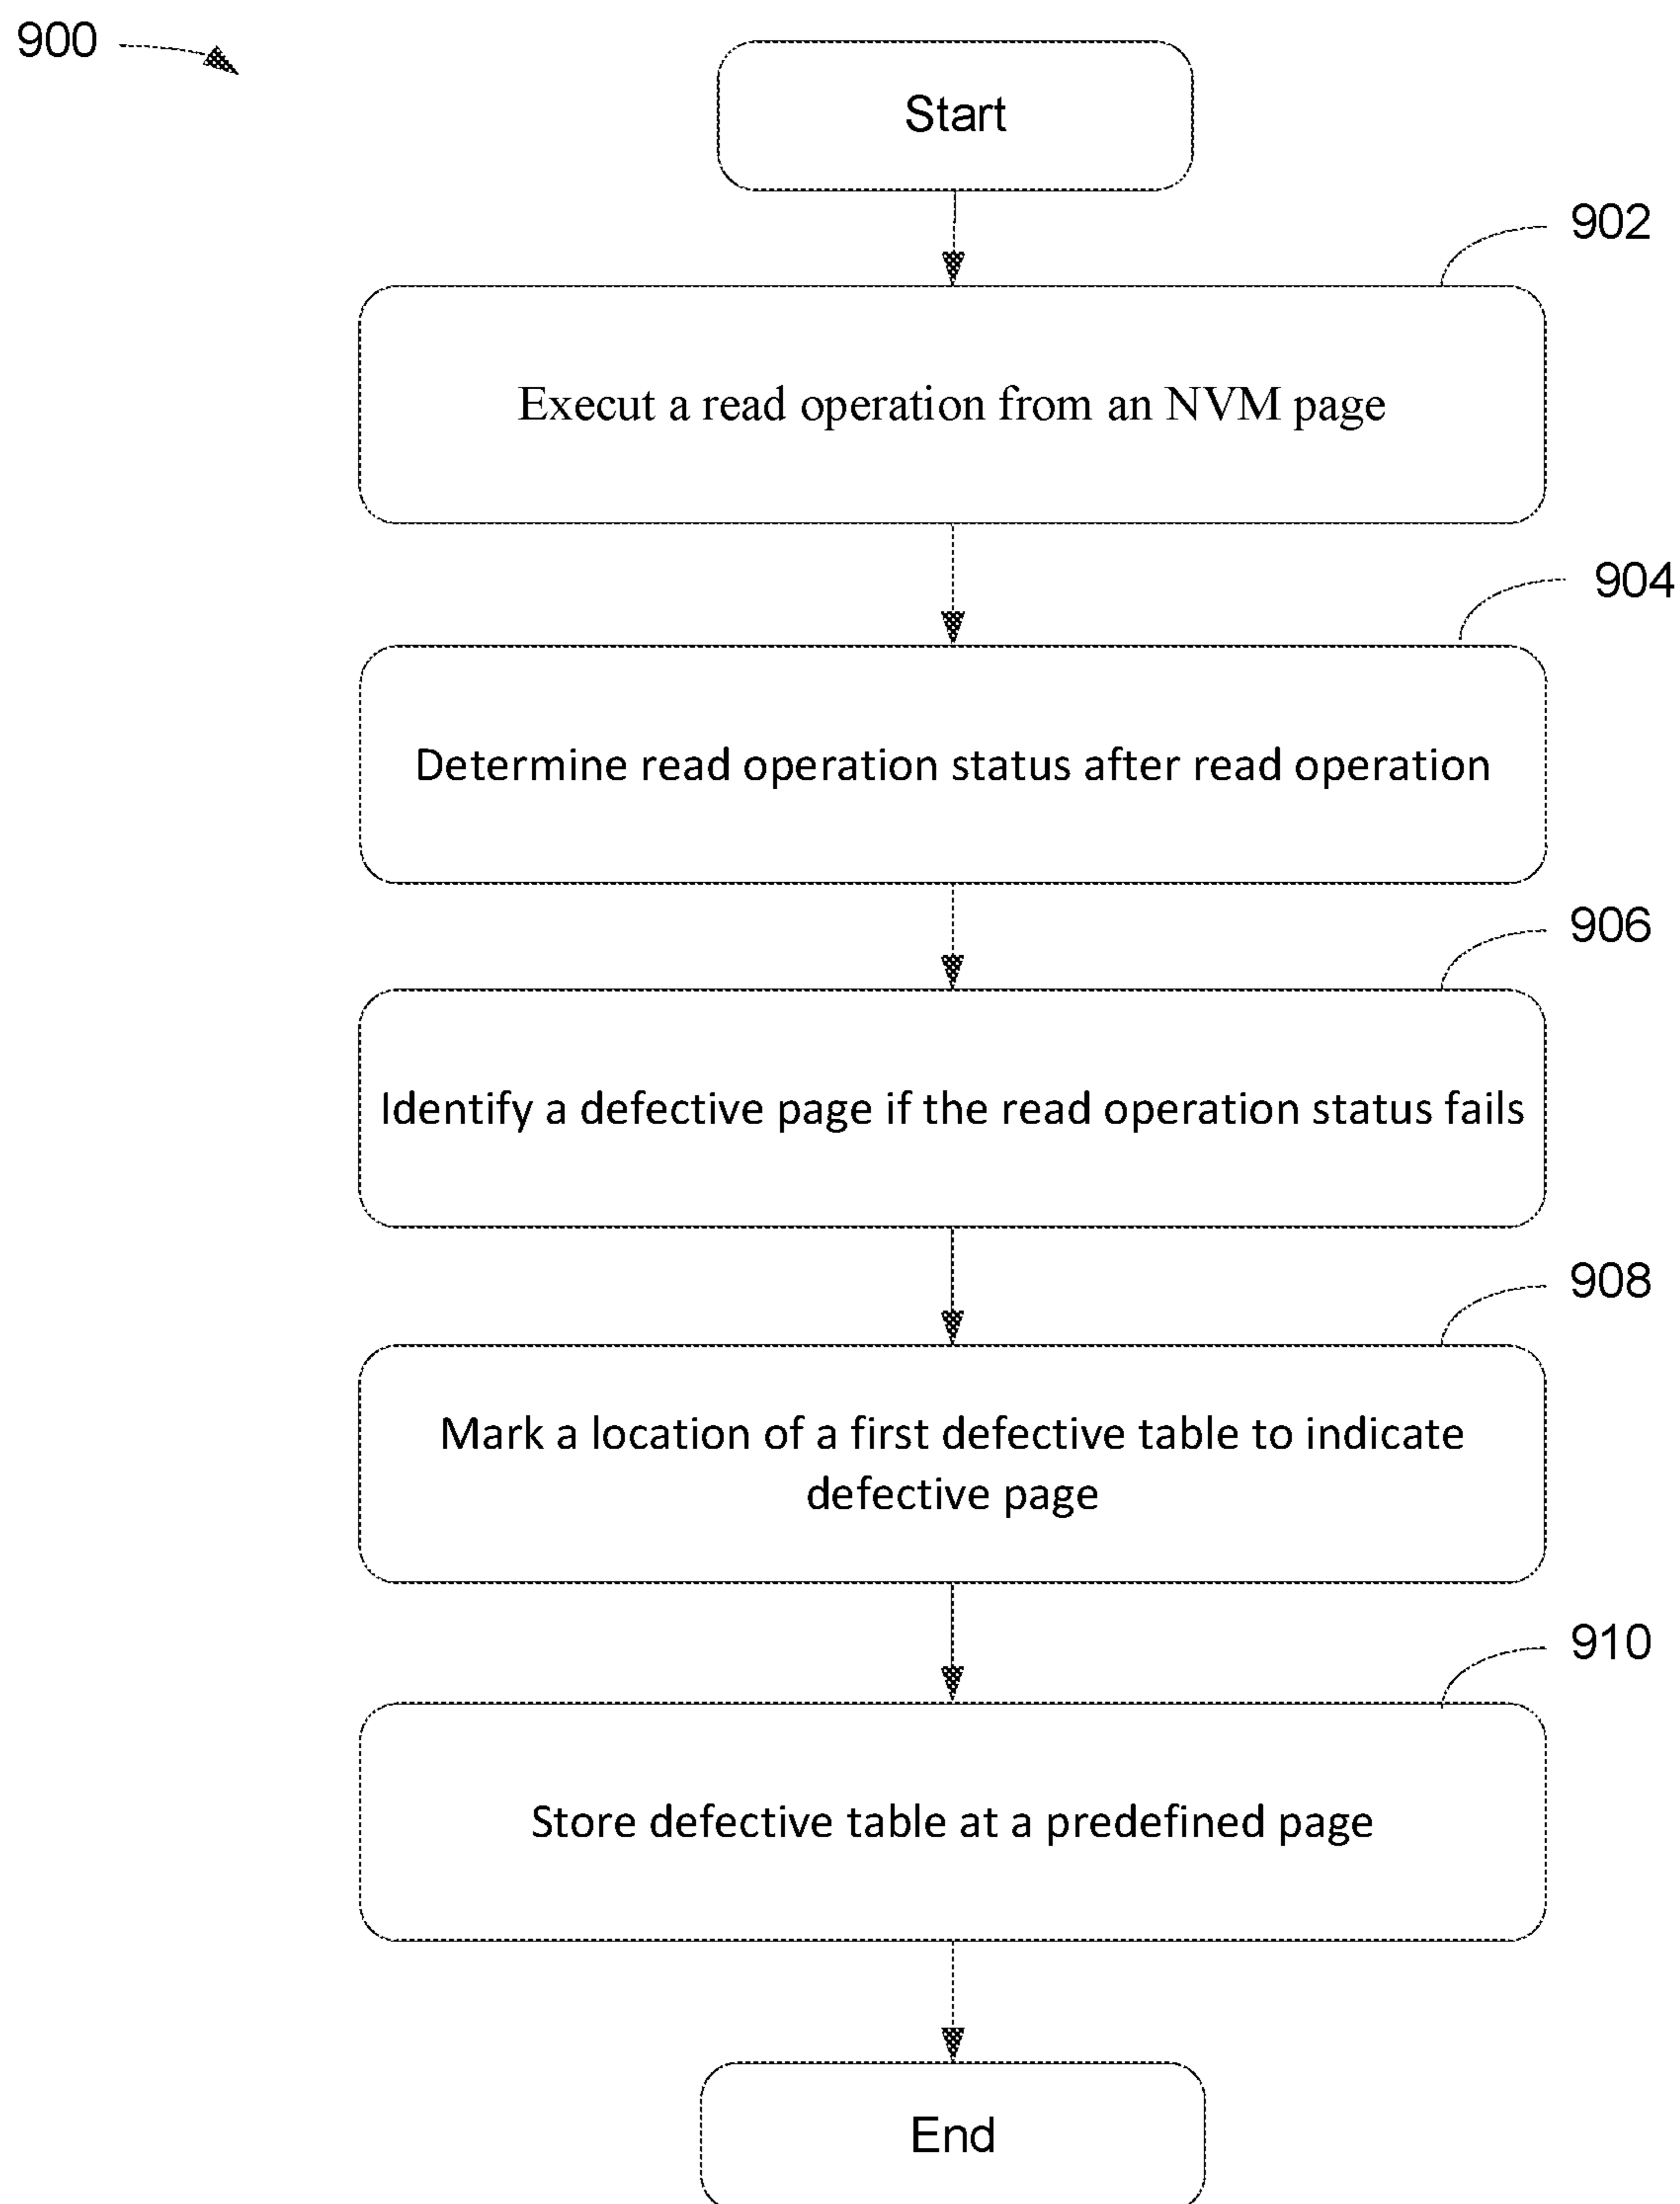 900
Start
902
Execut a read operation from an NVM page
904
Determine read operation status after read operation
906
Identify a defective page if the read operation status fails
908
Mark a location of a first defective table to indicate
defective page
910
Store defective table at a predefined page
End